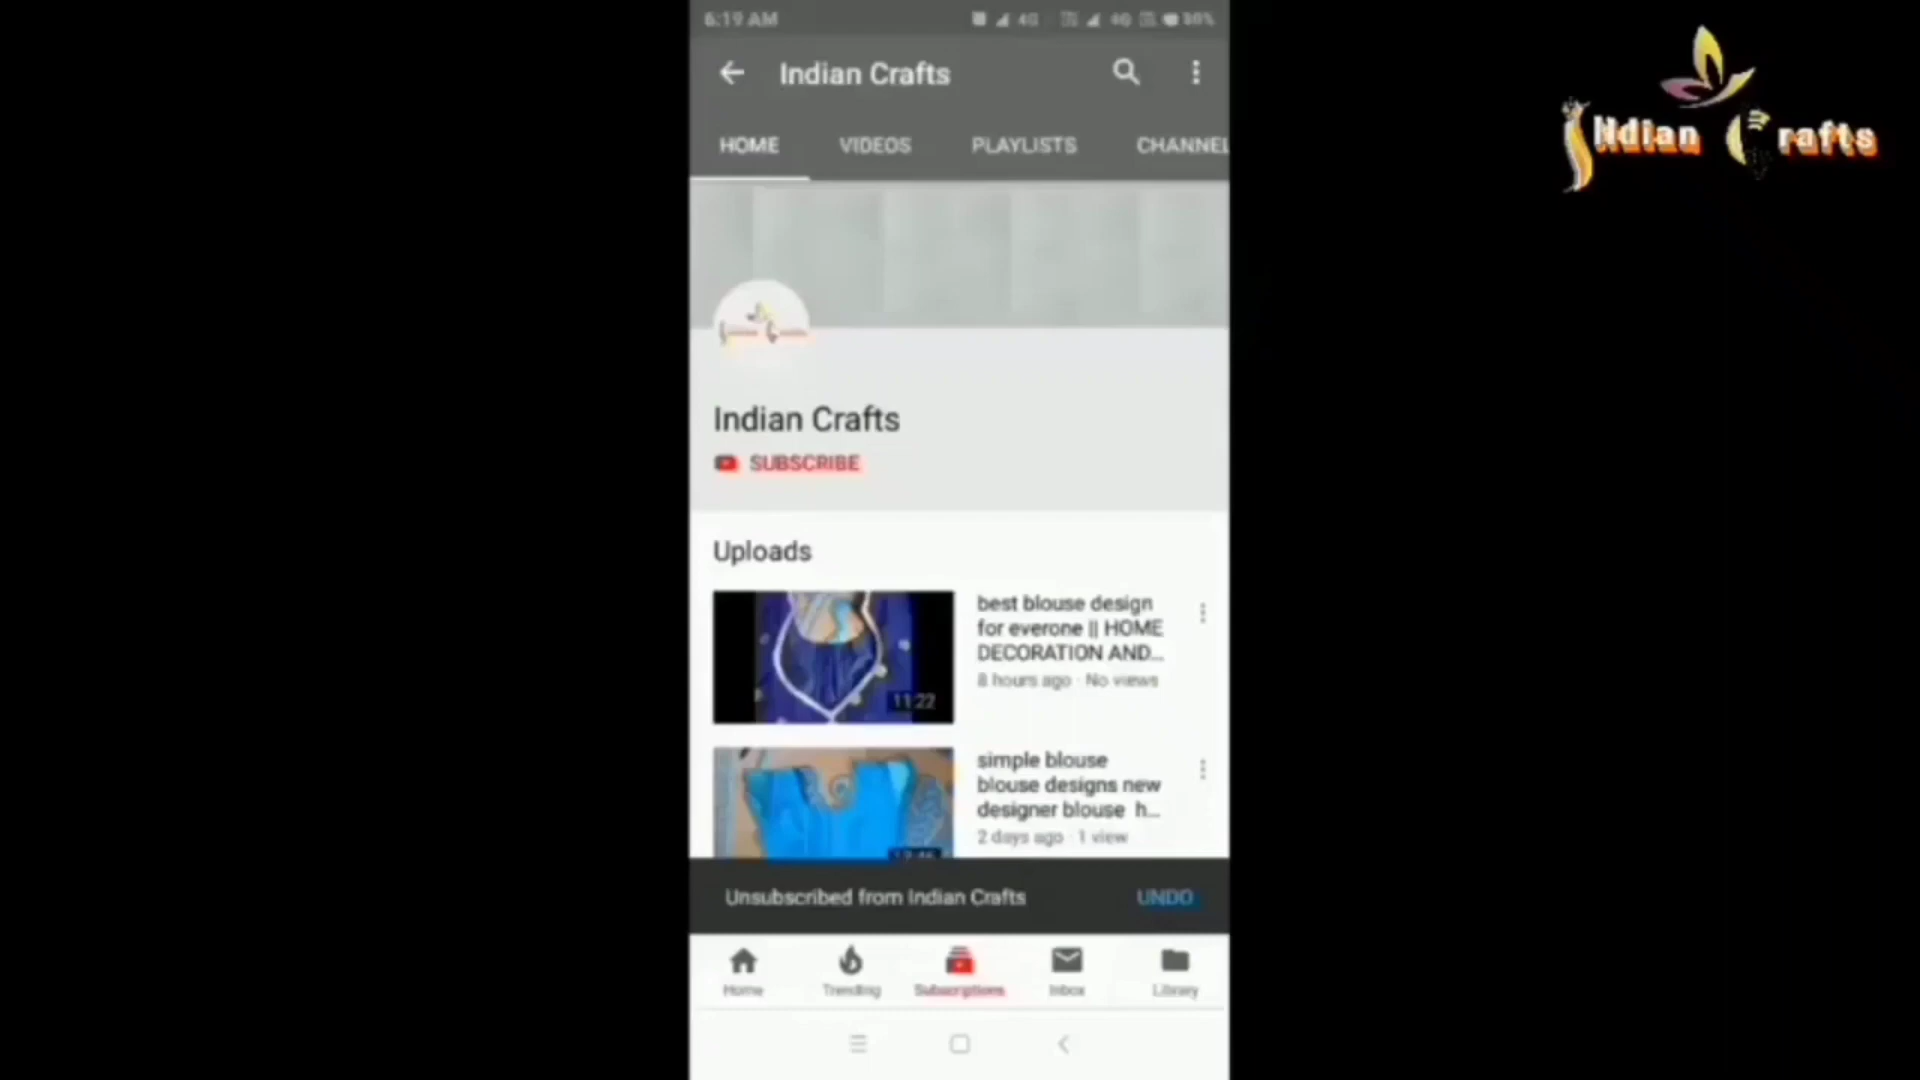 6:19 AM
Indian Crafts
HOME VIDEOS PLAYLISTS CHANNEL
Indian Crafts
Indian Crafts
SUBSCRIBE
Uploads
best blouse design
for everone || HOME
DECORATION AND...
8 hours ago · No views
11:22
simple blouse
blouse designs new
designer blouse h...
2 days ago · 1 view
Unsubscribed from Indian Crafts UNDO
Home Trending Subscriptions Inbox Library